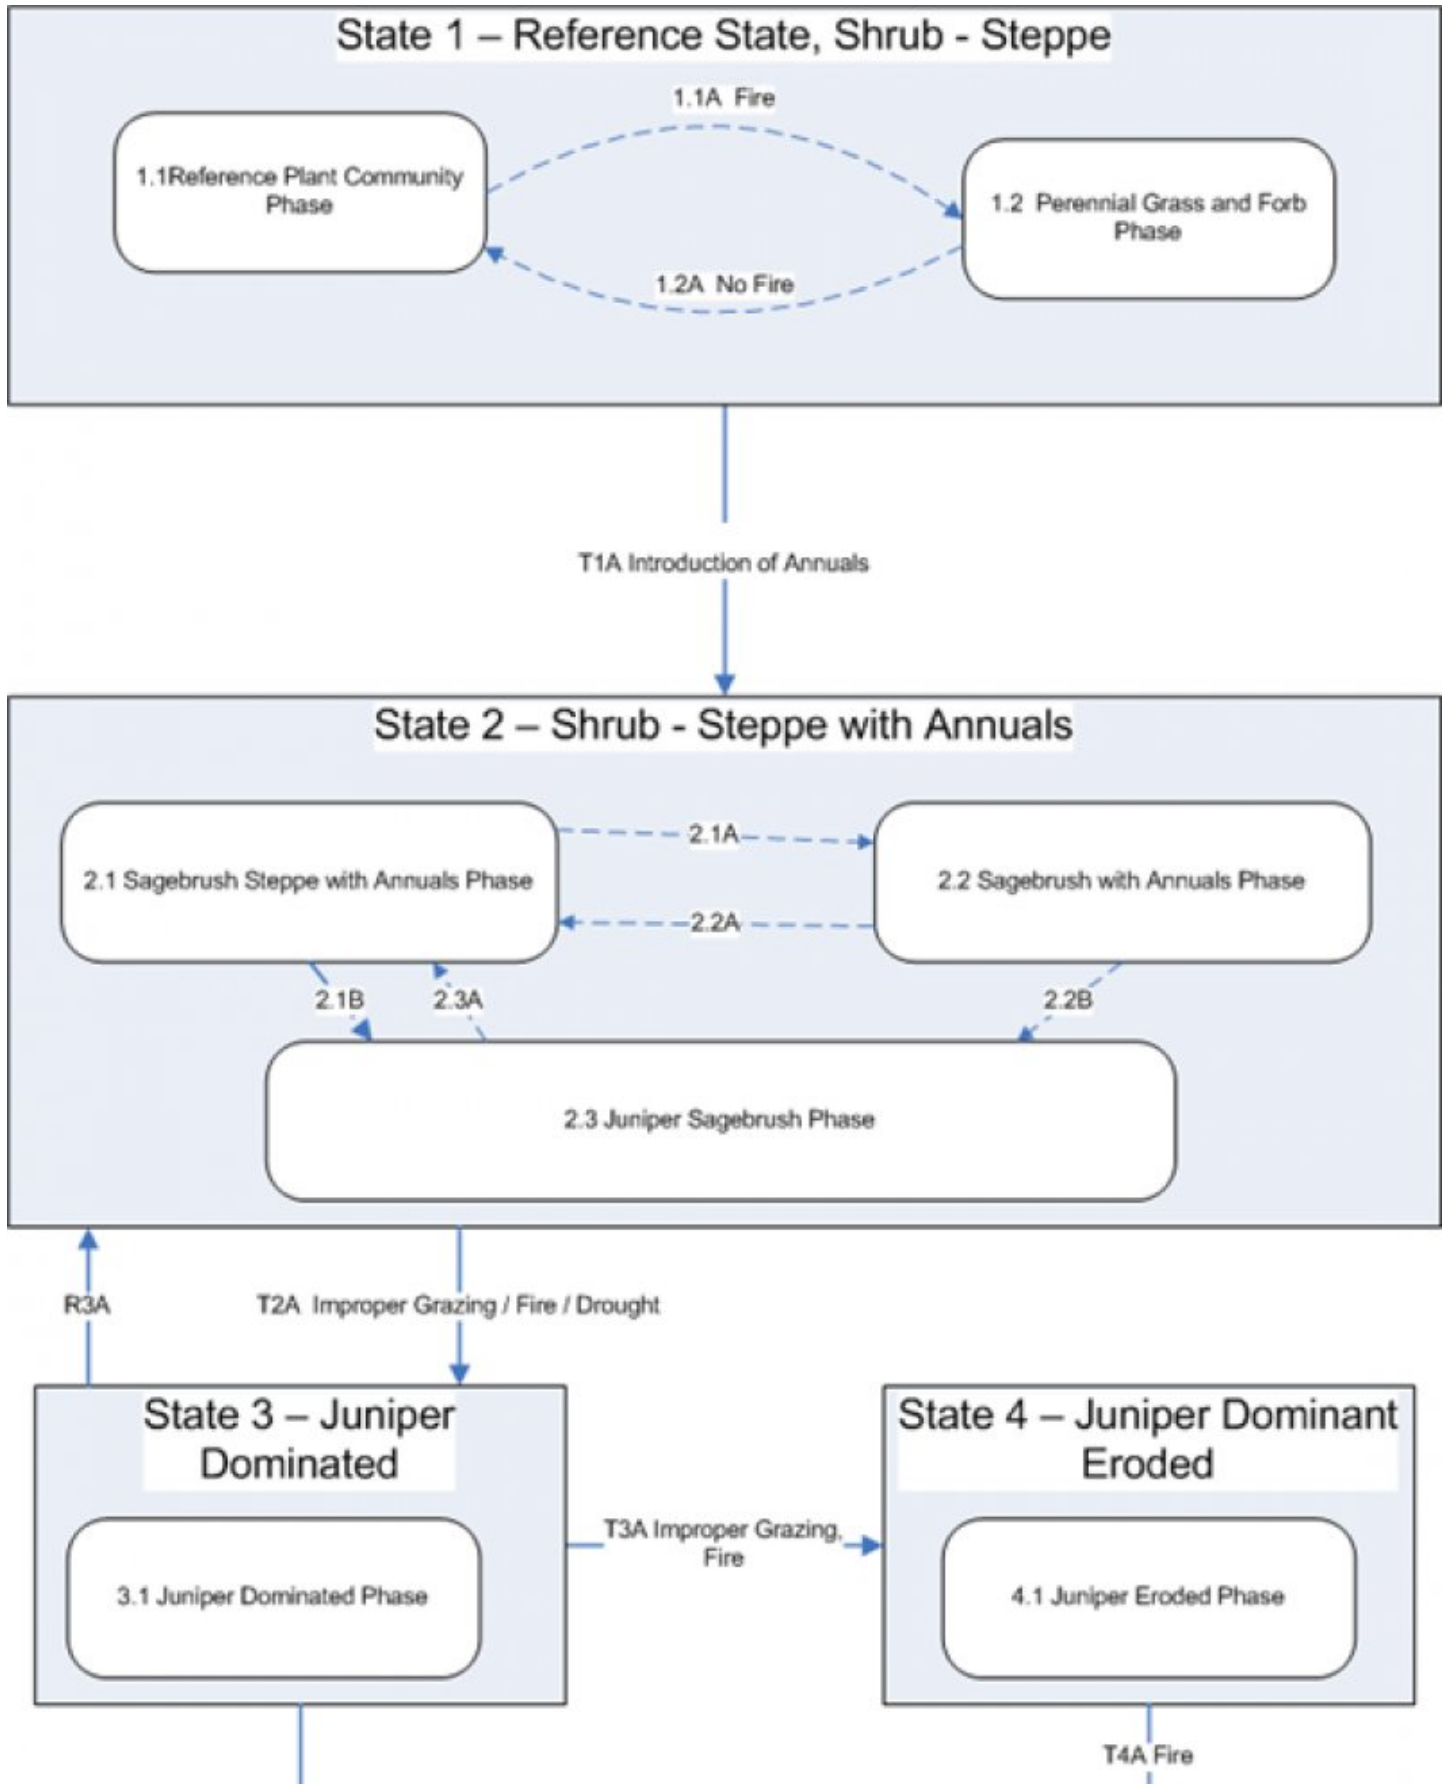 State 1 – Reference State, Shrub - Steppe
1.1A Fire
1.1Reference Plant Community
Phase
1.2 Perennial Grass and Forb
Phase
1.2A No Fire
T1A Introduction of Annuals
State 2 – Shrub - Steppe with Annuals
2.1A
2.1 Sagebrush Steppe with Annuals Phase
2.2 Sagebrush with Annuals Phase
2.2A
2.1B
2.3A
2.2B
2.3 Juniper Sagebrush Phase
R3A
T2A Improper Grazing / Fire / Drought
State 3 – Juniper
Dominated
State 4 – Juniper Dominant
Eroded
T3A Improper Grazing,
Fire
3.1 Juniper Dominated Phase
4.1 Juniper Eroded Phase
T4A Fire